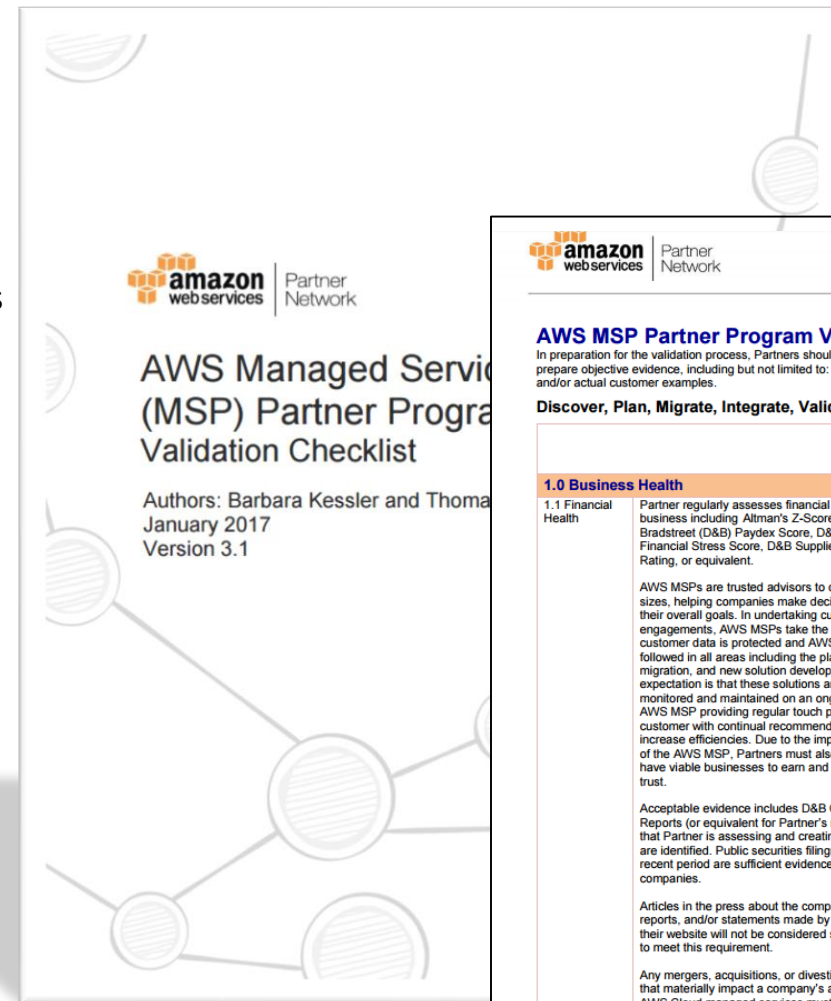 s
amazon
webservices
Partner
Network
AWS Managed Servic
(MSP) Partner Progra
Validation Checklist
Authors: Barbara Kessler and Thoma
January 2017
Version 3.1
amazon
webservices
Partner
Network
AWS MSP Partner Program V
In preparation for the validation process, Partners shoul
prepare objective evidence, including but not limited to:
and/or actual customer examples.
Discover, Plan, Migrate, Integrate, Valid
1.0 Business Health
1.1 Financial
Health
Partner regularly assesses financial
business including Altman's Z-Score
Bradstreet (D&B) Paydex Score, D&
Financial Stress Score, D&B Supplie
Rating, or equivalent.
AWS MSPs are trusted advisors to c
sizes, helping companies make deci
their overall goals. In undertaking cu
engagements, AWS MSPs take the
customer data is protected and AWS
followed in all areas including the pla
migration, and new solution develop
expectation is that these solutions a
monitored and maintained on an ong
AWS MSP providing regular touch p
customer with continual recommend
increase efficiencies. Due to the imp
of the AWS MSP, Partners must als
have viable businesses to earn and
trust.
Acceptable evidence includes D&B
Reports (or equivalent for Partner's
that Partner is assessing and creatin
are identified. Public securities filing
recent period are sufficient evidence
companies.
Articles in the press about the comp
reports, and/or statements made by
their website will not be considered s
to meet this requirement.
Any mergers, acquisitions, or divesti
that materially impact a company's a